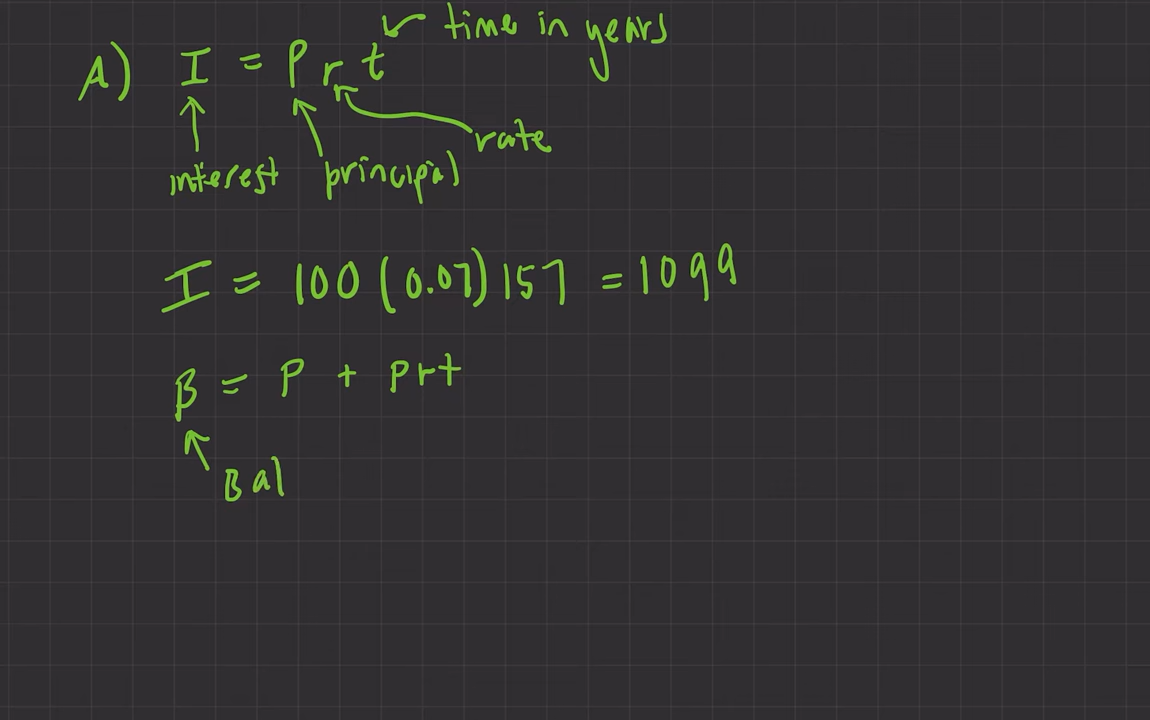 time in years
A) I = P r t
rate
interest principal
I = 100 (0.07) 157 = 1099
B = P + Prt
Bal